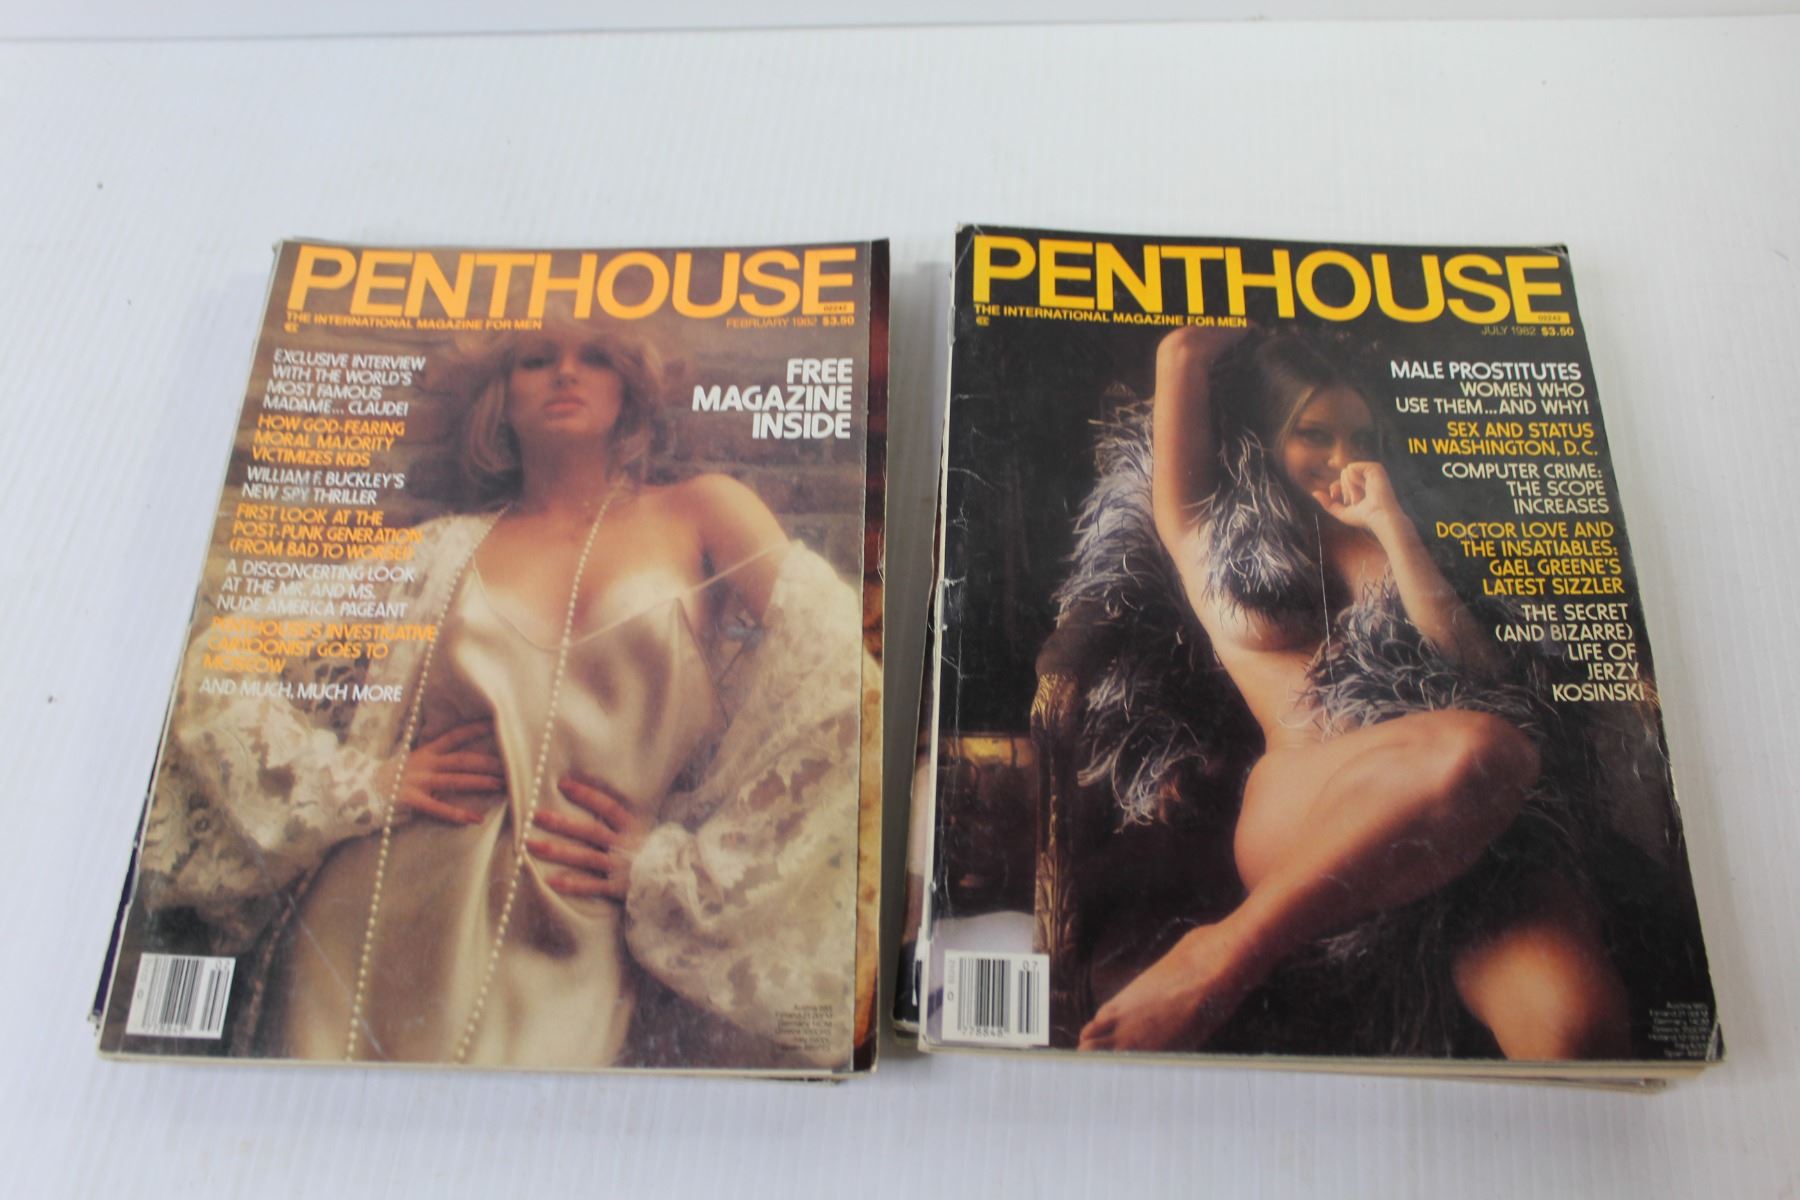 PENTHOUSE
02242
THE INTERNATIONAL MAGAZINE FOR MEN
FEBRUARY 1982 $3.50
EXCLUSIVE INTERVIEW
WITH THE WORLD'S
MOST FAMOUS
MADAME... CLAUDE!
HOW GOD-FEARING
MORAL MAJORITY
VICTIMIZES KIDS
WILLIAM F. BUCKLEY'S
NEW SPY THRILLER
FIRST LOOK AT THE
POST-PUNK GENERATION
(FROM BAD TO WORSE!)
A DISCONCERTING LOOK
AT THE MR. AND MS.
NUDE AMERICA PAGEANT
PENTHOUSE'S INVESTIGATIVE
CARTOONIST GOES TO
MOSCOW
AND MUCH, MUCH MORE
FREE
MAGAZINE
INSIDE
PENTHOUSE
02242
THE INTERNATIONAL MAGAZINE FOR MEN
JULY 1982 $3.50
MALE PROSTITUTES
WOMEN WHO
USE THEM...AND WHY!
SEX AND STATUS
IN WASHINGTON, D.C.
COMPUTER CRIME:
THE SCOPE
INCREASES
DOCTOR LOVE AND
THE INSATIABLES:
GAEL GREENE'S
LATEST SIZZLER
THE SECRET
(AND BIZARRE)
LIFE OF
JERZY
KOSINSKI
07